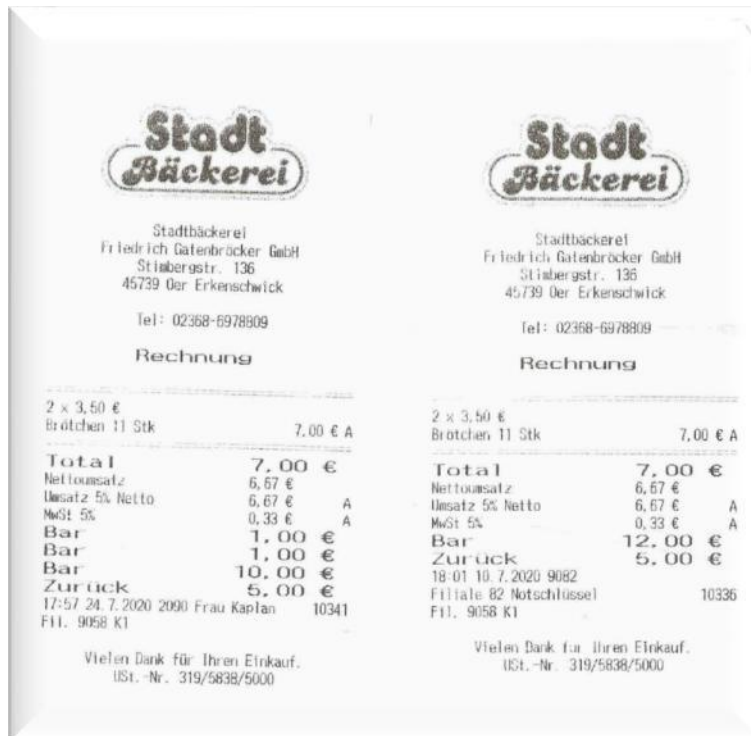 Stadt
Bäckerei
Stadtbäckerei
Friedrich Gatenbröcker GmbH
Stimbergstr. 136
45739 Oer Erkenschwick
Tel: 02368-6978809
Rechnung
2 x 3,50 €
Brötchen 11 Stk 7,00 € A
Total 7,00 €
Nettoumsatz 6,67 €
Umsatz 5% Netto 6,67 € A
MwSt 5% 0,33 € A
Bar 1,00 €
Bar 1,00 €
Bar 10,00 €
Zurück 5,00 €
17:57 24.7.2020 2090 Frau Kaplan 10341
Fil. 9058 K1
Vielen Dank für Ihren Einkauf.
USt.-Nr. 319/5838/5000
Stadt
Bäckerei
Stadtbäckerei
Friedrich Gatenbröcker GmbH
Stimbergstr. 136
45739 Oer Erkenschwick
Tel: 02368-6978809
Rechnung
2 x 3,50 €
Brötchen 11 Stk 7,00 € A
Total 7,00 €
Nettoumsatz 6,67 €
Umsatz 5% Netto 6,67 € A
MwSt 5% 0,33 € A
Bar 12,00 €
Zurück 5,00 €
18:01 10.7.2020 9082
Filiale 82 Notschlüssel 10336
Fil. 9058 K1
Vielen Dank für Ihren Einkauf.
USt.-Nr. 319/5838/5000